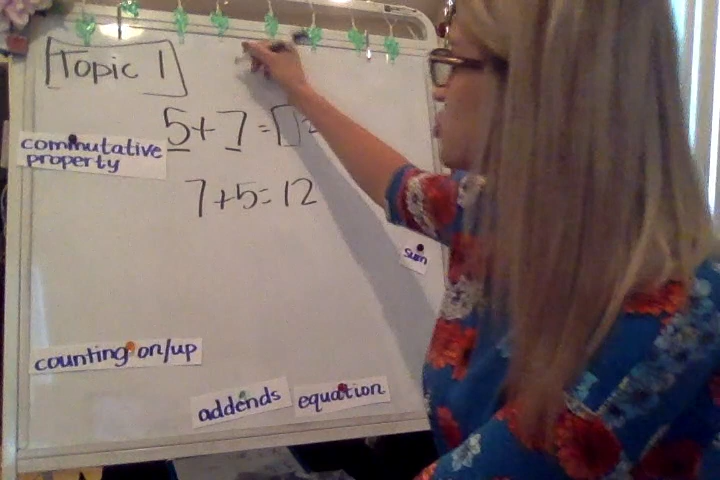 Topic 1
5+7=□=
commutative
property
7+5=12
sum
counting on/up
addends
equation